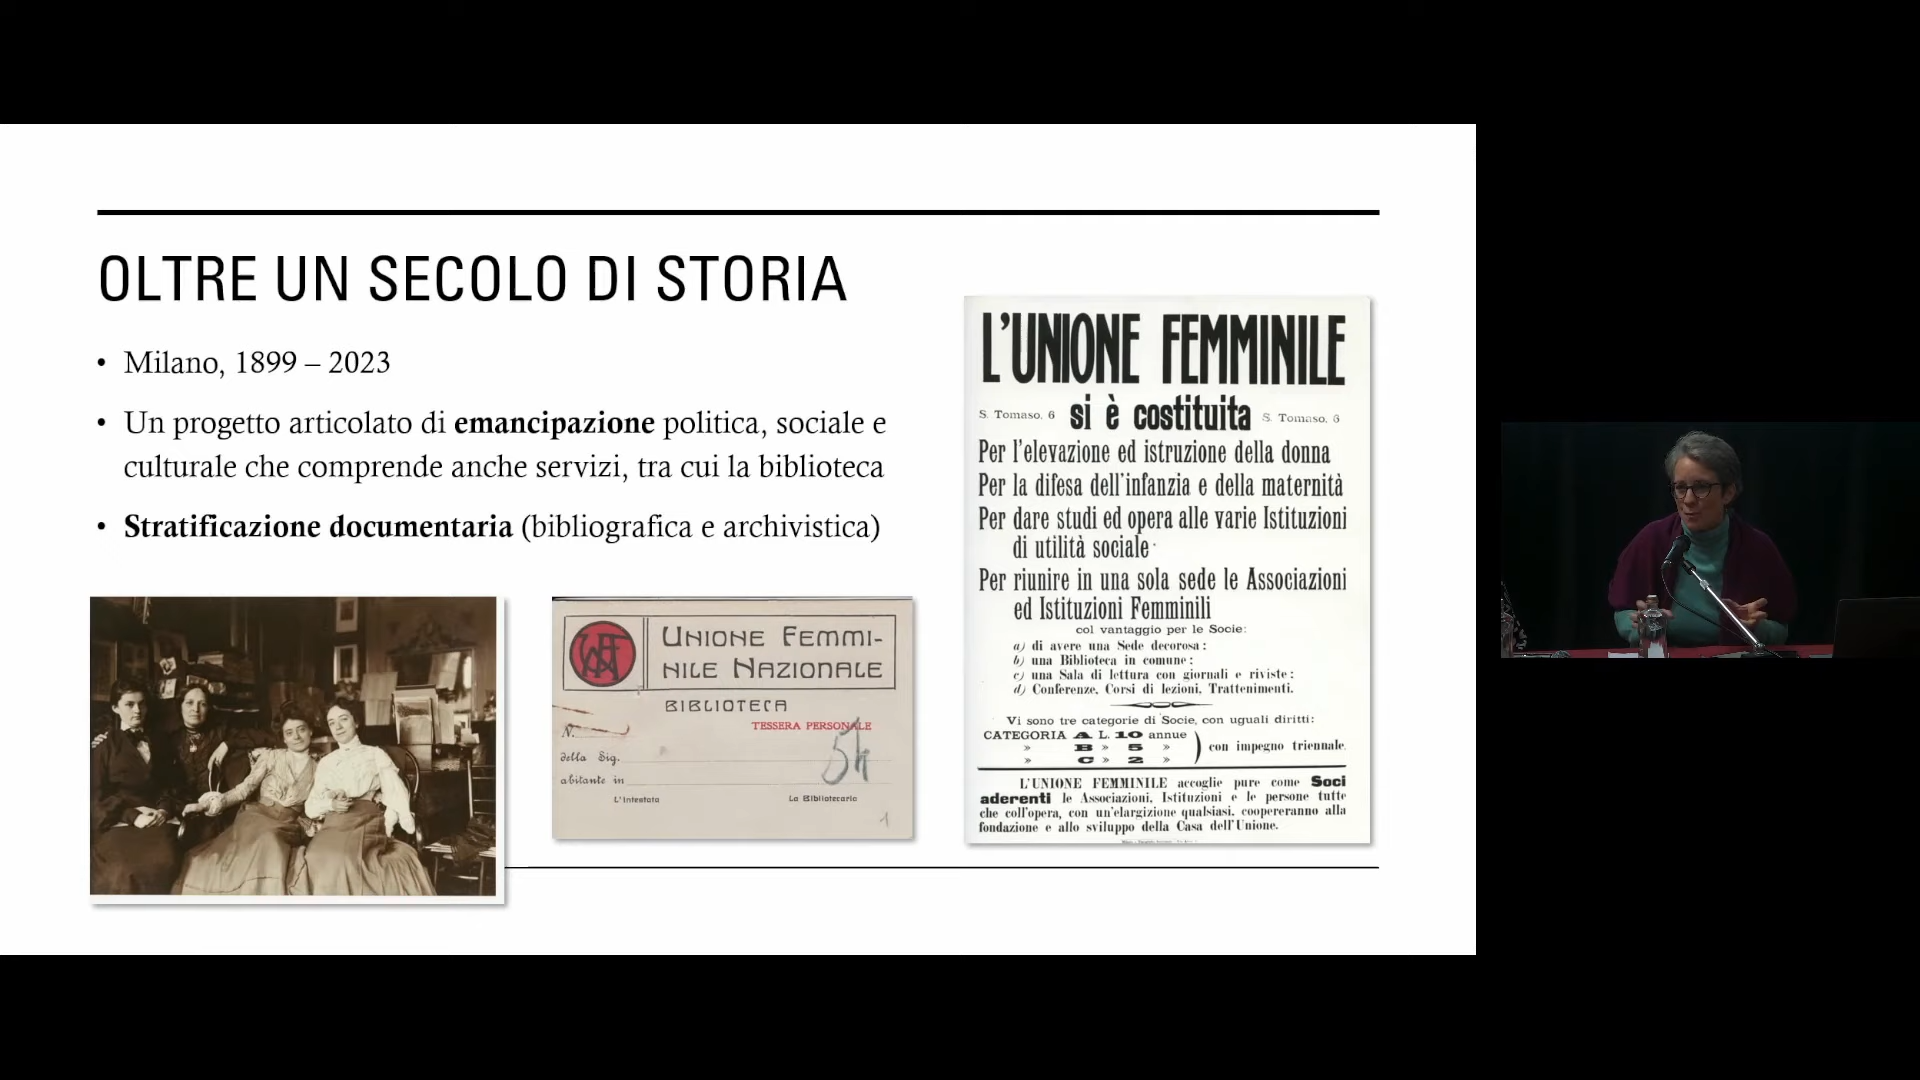 OLTRE UN SECOLO DI STORIA
• Milano, 1899 – 2023
• Un progetto articolato di emancipazione politica, sociale e
culturale che comprende anche servizi, tra cui la biblioteca
• Stratificazione documentaria (bibliografica e archivistica)
UNIONE FEMMI-
NILE NAZIONALE
BIBLIOTECA
TESSERA PERSONALE
N.
54
della Sig.
abitante in
L'Intestata La Bibliotecaria
1
L'UNIONE FEMMINILE
S. Tomaso, 6 si è costituita S. Tomaso, 6
Per l'elevazione ed istruzione della donna
Per la difesa dell'infanzia e della maternità
Per dare studi ed opera alle varie Istituzioni
di utilità sociale
Per riunire in una sola sede le Associazioni
ed Istituzioni Femminili
col vantaggio per le Socie:
a) di avere una Sede decorosa:
b) una Biblioteca in comune:
c) una Sala di lettura con giornali e riviste:
d) Conferenze, Corsi di lezioni, Trattenimenti.
Vi sono tre categorie di Socie, con uguali diritti:
CATEGORIA A L. 10 annue
» B » 5 » ) con impegno triennale.
» C » 2 »
L'UNIONE FEMMINILE accoglie pure come Soci
aderenti le Associazioni, Istituzioni e le persone tutte
che coll'opera, con un'elargizione qualsiasi, coopereranno alla
fondazione e allo sviluppo della Casa dell'Unione.